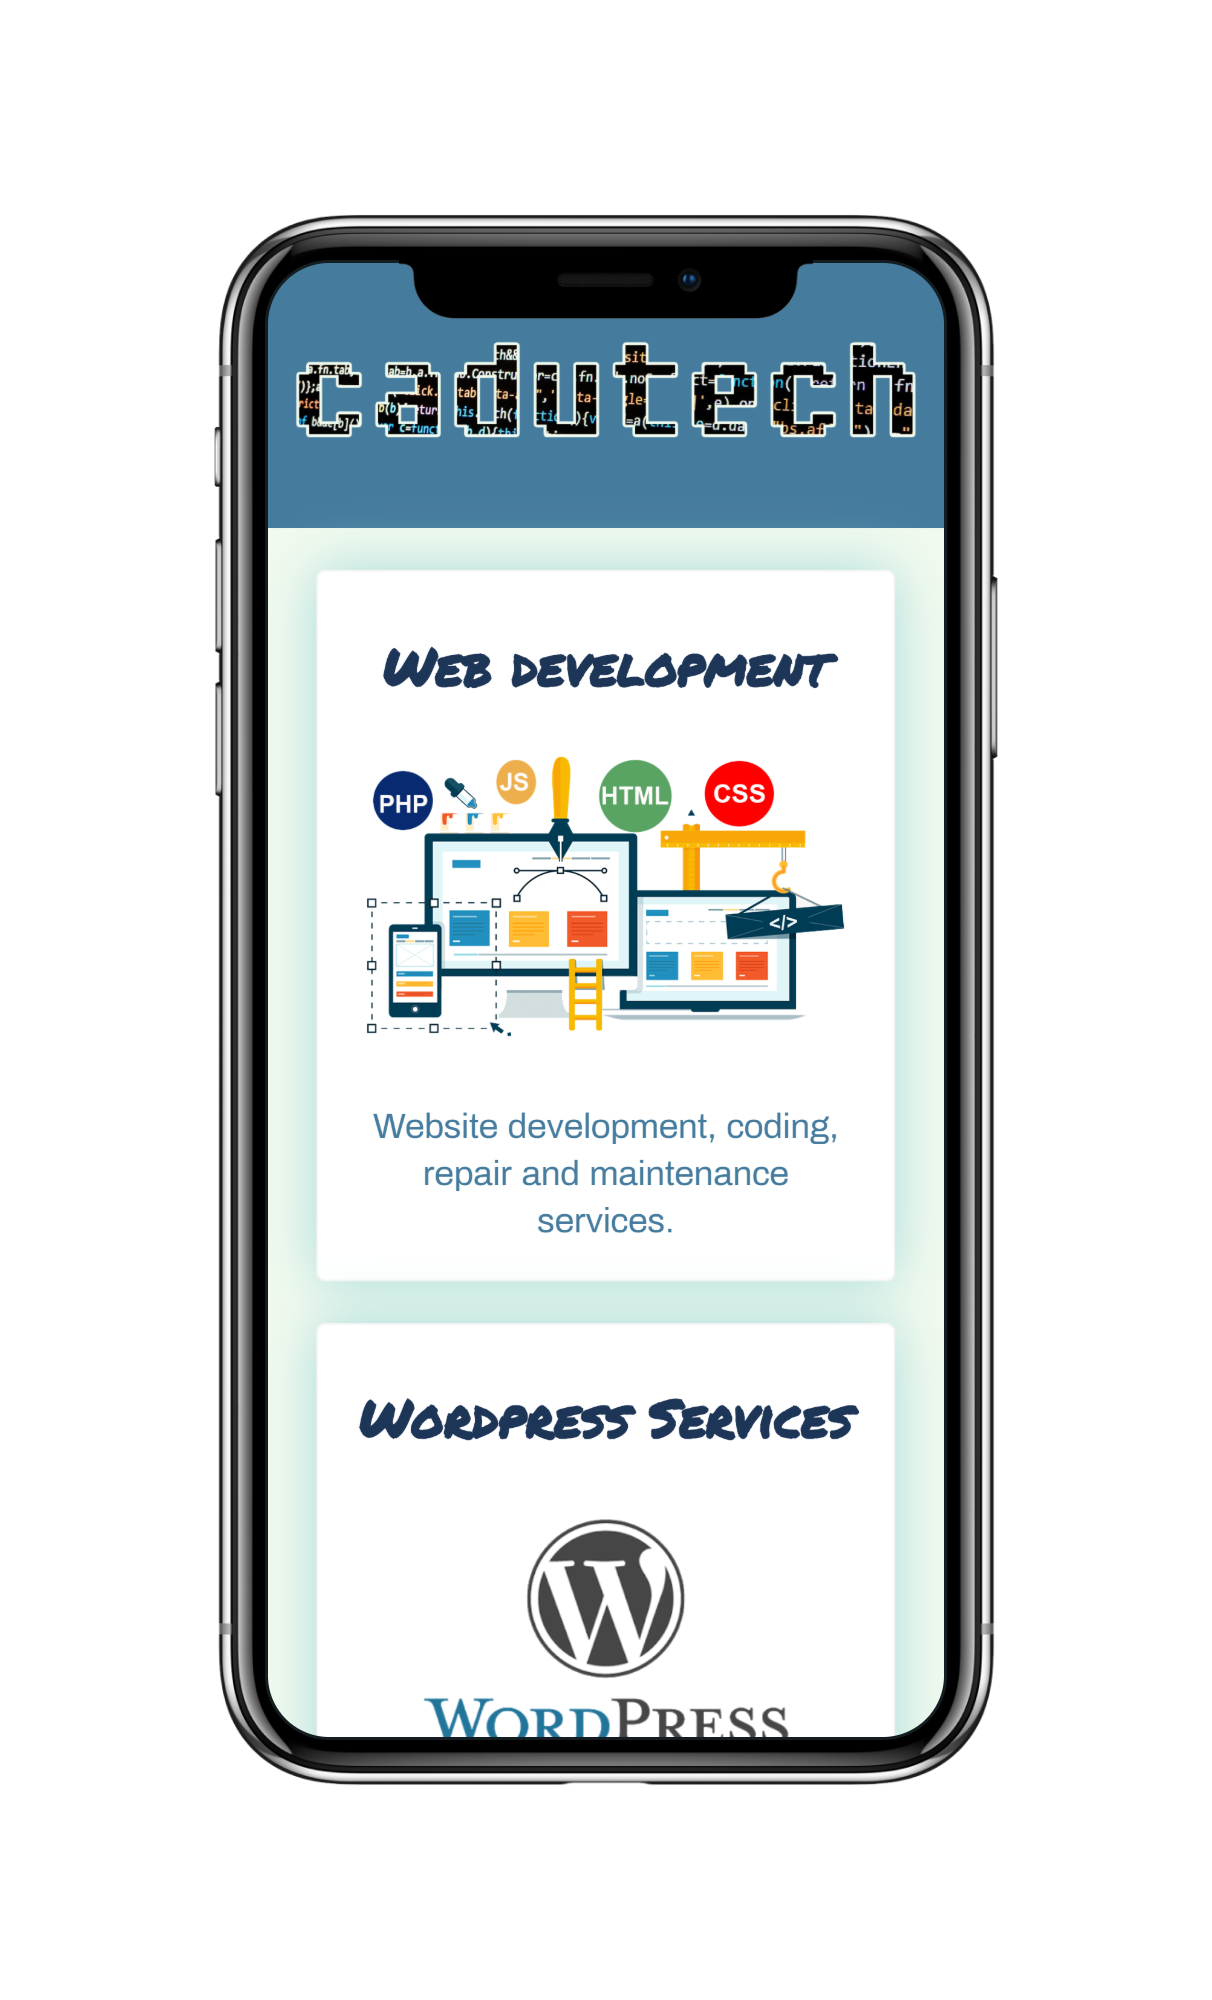 cadutech
Web development
PHP
JS
HTML
CSS
</>
Website development, coding,
repair and maintenance
services.
Wordpress Services
W
WORDPRESS